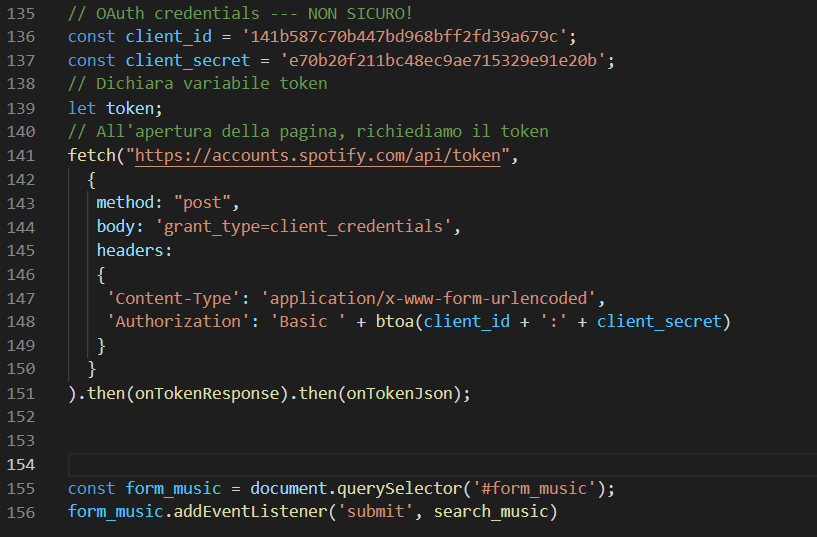 135 // OAuth credentials --- NON SICURO!
136 const client_id = '141b587c70b447bd968bff2fd39a679c';
137 const client_secret = 'e70b20f211bc48ec9ae715329e91e20b';
138 // Dichiara variabile token
139 let token;
140 // All'apertura della pagina, richiediamo il token
141 fetch("https://accounts.spotify.com/api/token",
142 {
143 method: "post",
144 body: 'grant_type=client_credentials',
145 headers:
146 {
147 'Content-Type': 'application/x-www-form-urlencoded',
148 'Authorization': 'Basic ' + btoa(client_id + ':' + client_secret)
149 }
150 }
151 ).then(onTokenResponse).then(onTokenJson);
152
153
154
155 const form_music = document.querySelector('#form_music');
156 form_music.addEventListener('submit', search_music)